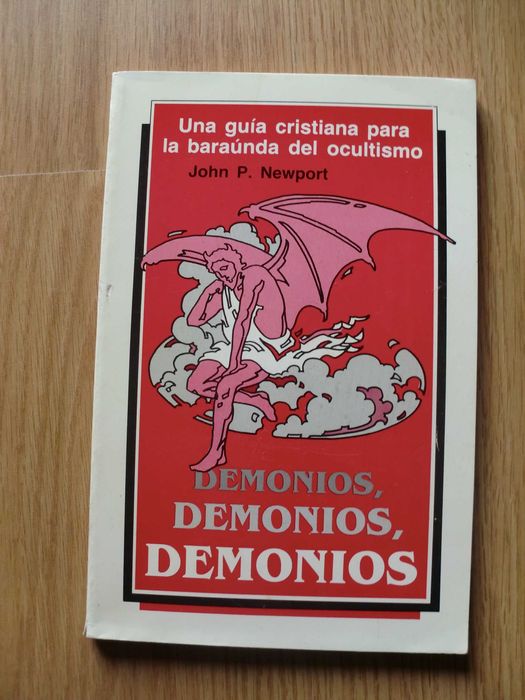 Una guía cristiana para
la baraúnda del ocultismo
John P. Newport
DEMONIOS,
DEMONIOS,
DEMONIOS